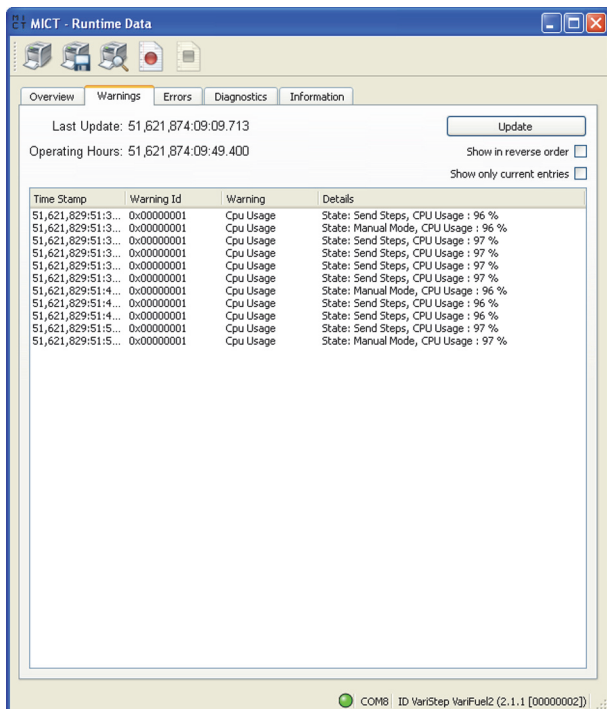 MICT - Runtime Data
Overview Warnings Errors Diagnostics Information
Last Update: 51,621,874:09:09.713
Update
Operating Hours: 51,621,874:09:49.400
Show in reverse order
Show only current entries
Time Stamp Warning Id Warning Details
51,621,829:51:3... 0x00000001 Cpu Usage State: Send Steps, CPU Usage : 96 %
51,621,829:51:3... 0x00000001 Cpu Usage State: Manual Mode, CPU Usage : 96 %
51,621,829:51:3... 0x00000001 Cpu Usage State: Send Steps, CPU Usage : 97 %
51,621,829:51:3... 0x00000001 Cpu Usage State: Send Steps, CPU Usage : 97 %
51,621,829:51:3... 0x00000001 Cpu Usage State: Send Steps, CPU Usage : 97 %
51,621,829:51:3... 0x00000001 Cpu Usage State: Send Steps, CPU Usage : 96 %
51,621,829:51:4... 0x00000001 Cpu Usage State: Manual Mode, CPU Usage : 96 %
51,621,829:51:4... 0x00000001 Cpu Usage State: Send Steps, CPU Usage : 96 %
51,621,829:51:4... 0x00000001 Cpu Usage State: Send Steps, CPU Usage : 96 %
51,621,829:51:5... 0x00000001 Cpu Usage State: Send Steps, CPU Usage : 97 %
51,621,829:51:5... 0x00000001 Cpu Usage State: Manual Mode, CPU Usage : 97 %
COM8 ID VariStep VariFuel2 (2.1.1 [00000002])